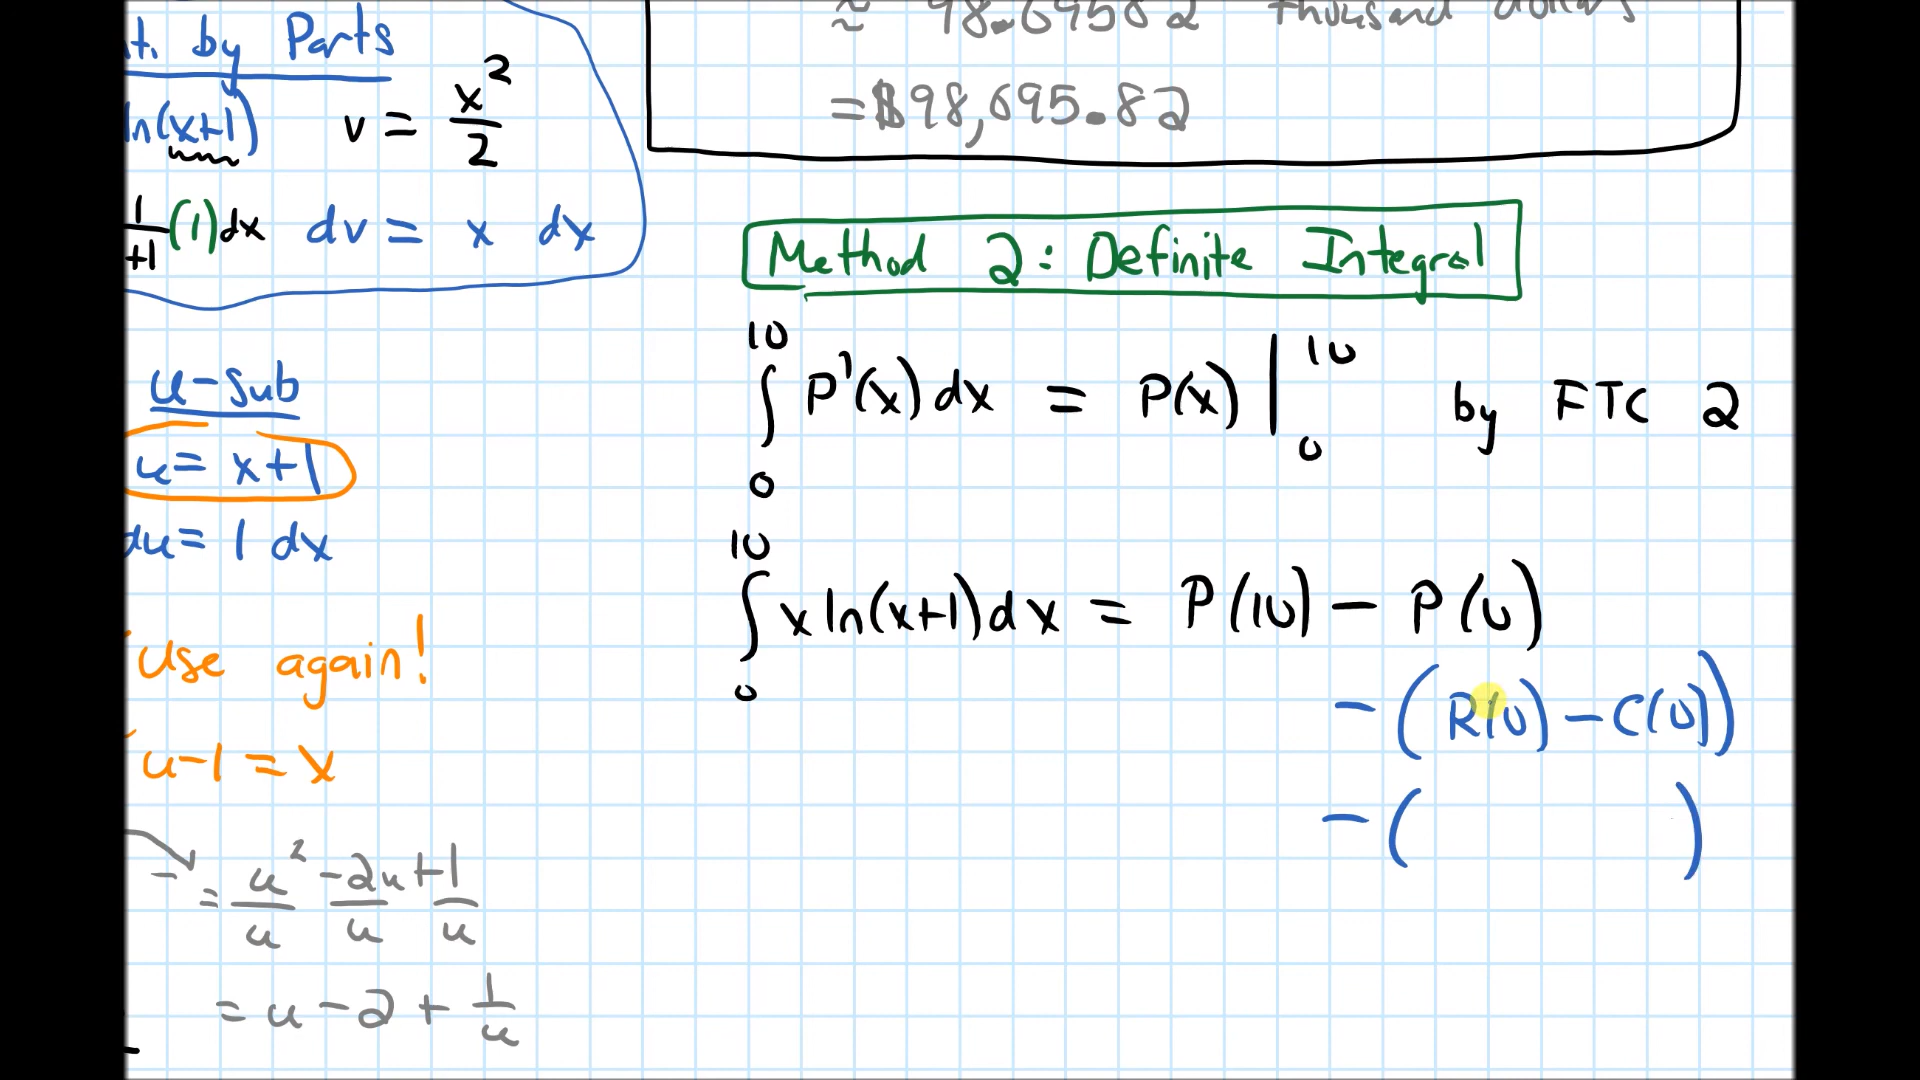 t. by Parts
ln(x+1) v = x²/2
1/+1 (1) dx dv = x dx
u-sub
u = x+1
du = 1 dx
Use again!
u-1 = x
= u²/u -2u/u +1/u
= u - 2 + 1/u
≈ 98.69582 thousand dollars
= $98,695.82
Method 2: Definite Integral
∫₀¹⁰ P'(x) dx = P(x) |₀¹⁰ by FTC 2
∫₀¹⁰ x ln(x+1) dx = P(10) - P(0)
- (R(0) - C(0))
- ( )